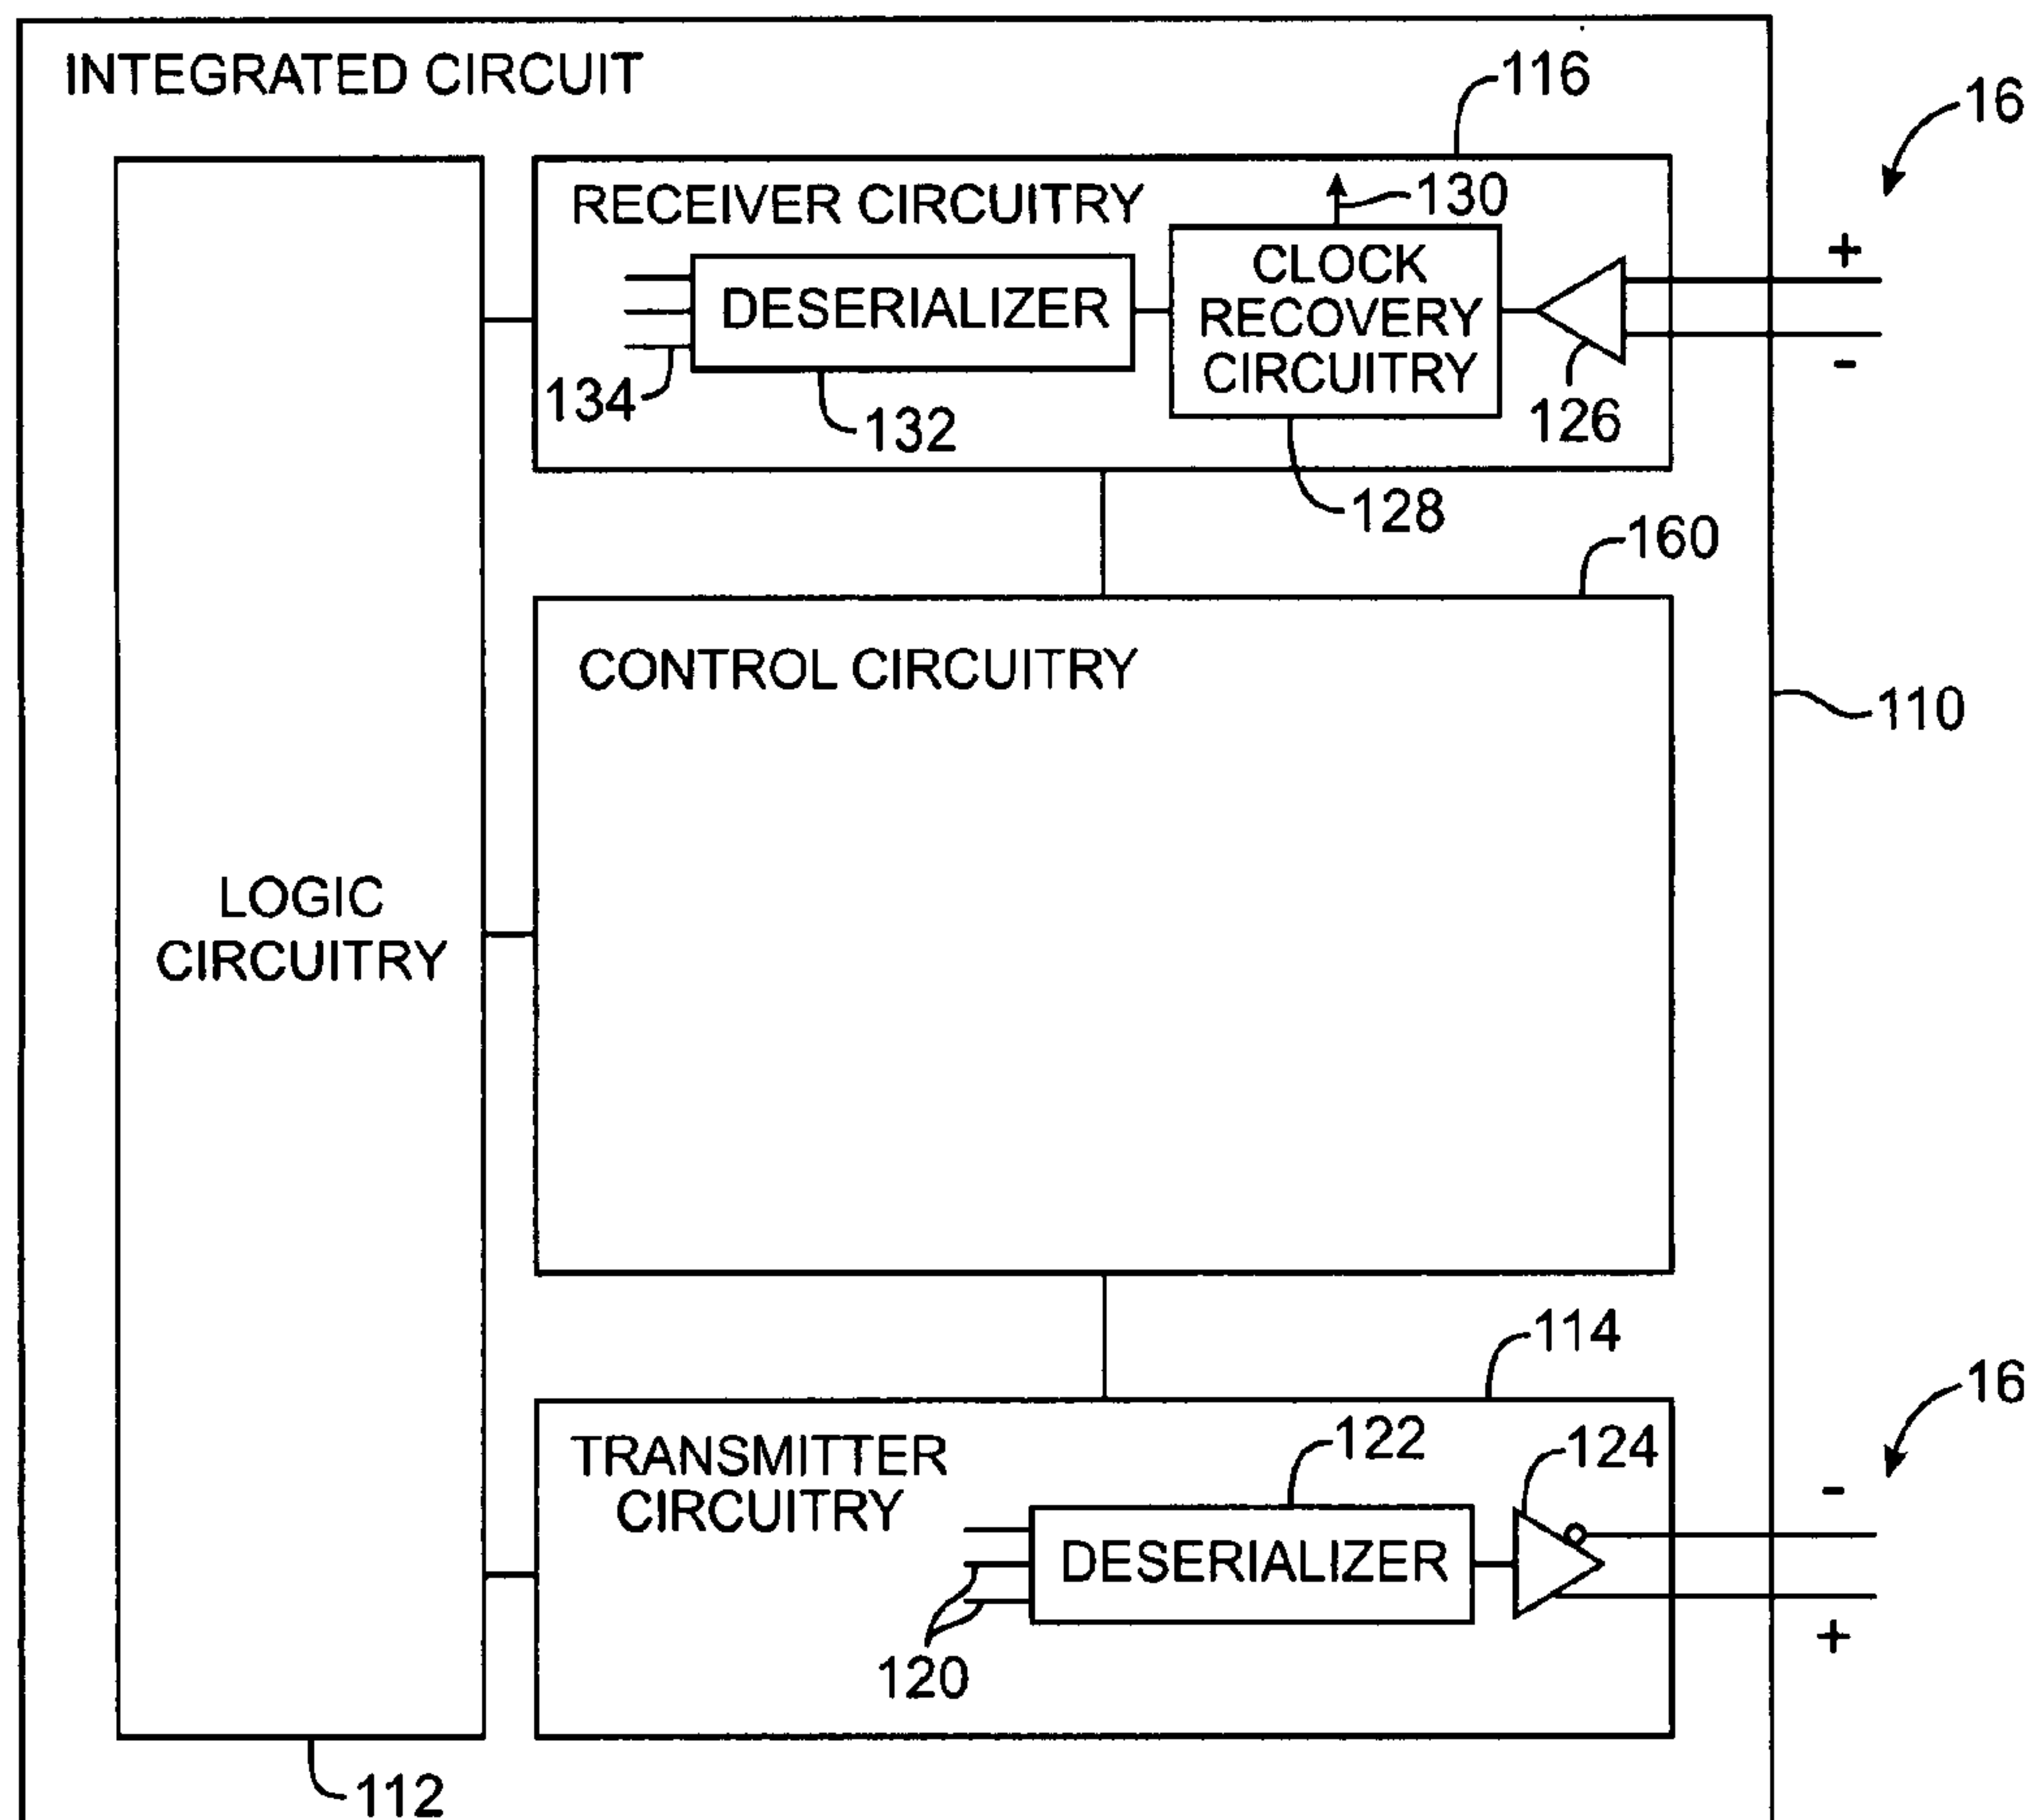 INTEGRATED CIRCUIT
116
16
RECEIVER CIRCUITRY
130
+
CLOCK
RECOVERY
CIRCUITRY
DESERIALIZER
-
134
132
126
128
160
CONTROL CIRCUITRY
110
LOGIC
CIRCUITRY
114
16
TRANSMITTER
CIRCUITRY
122
124
-
DESERIALIZER
+
120
112